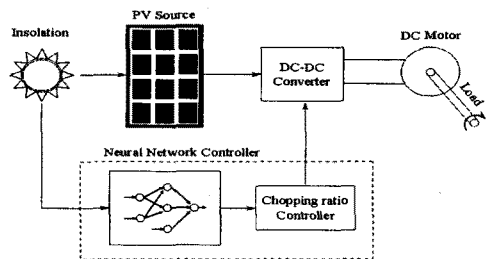 PV Source
Insolation
DC-DC
Converter
DC Motor
Load
Neural Network Controller
Chopping ratio
Controller